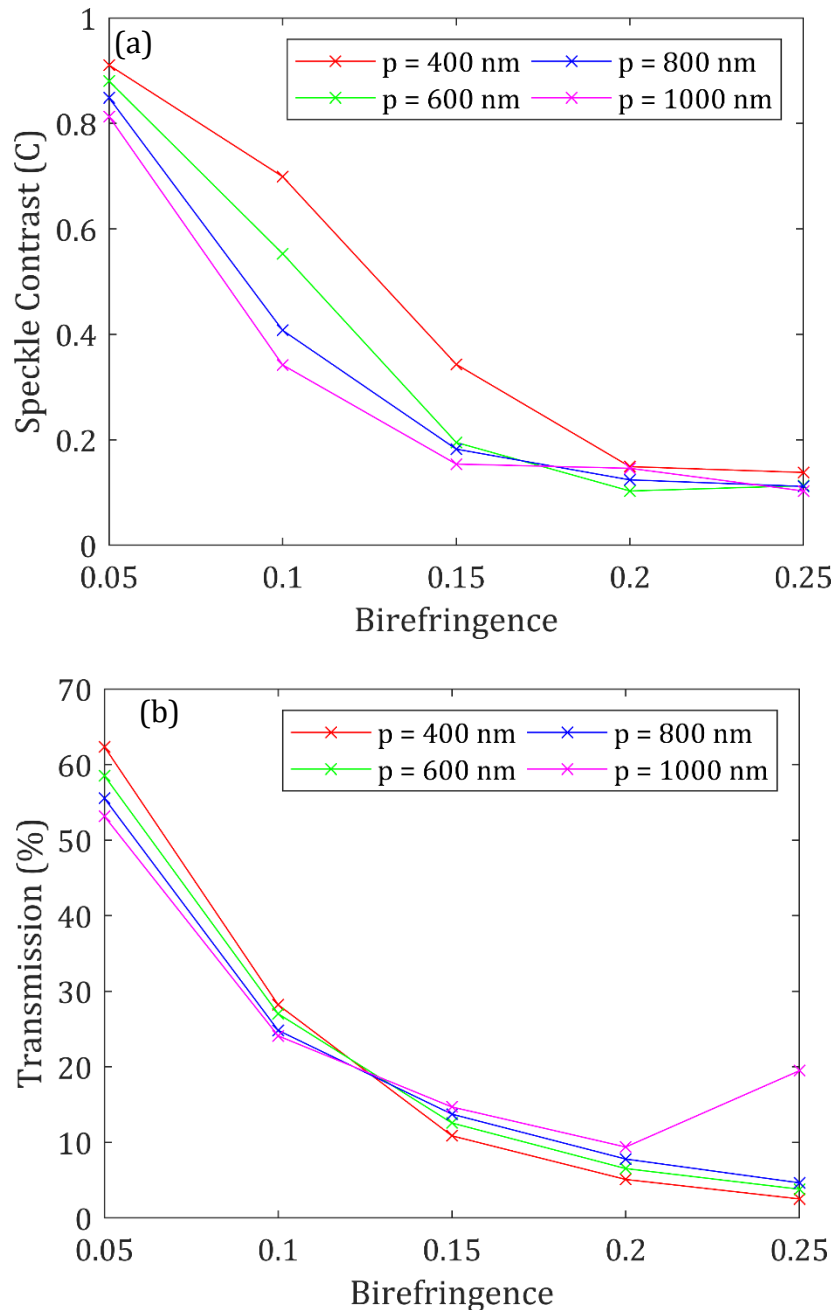 (a)
p = 400 nm p = 800 nm
p = 600 nm p = 1000 nm
Speckle Contrast (C)
1
0.8
0.6
0.4
0.2
0
0.05 0.1 0.15 0.2 0.25
Birefringence
(b)
p = 400 nm p = 800 nm
p = 600 nm p = 1000 nm
Transmission (%)
70
60
50
40
30
20
10
0
0.05 0.1 0.15 0.2 0.25
Birefringence